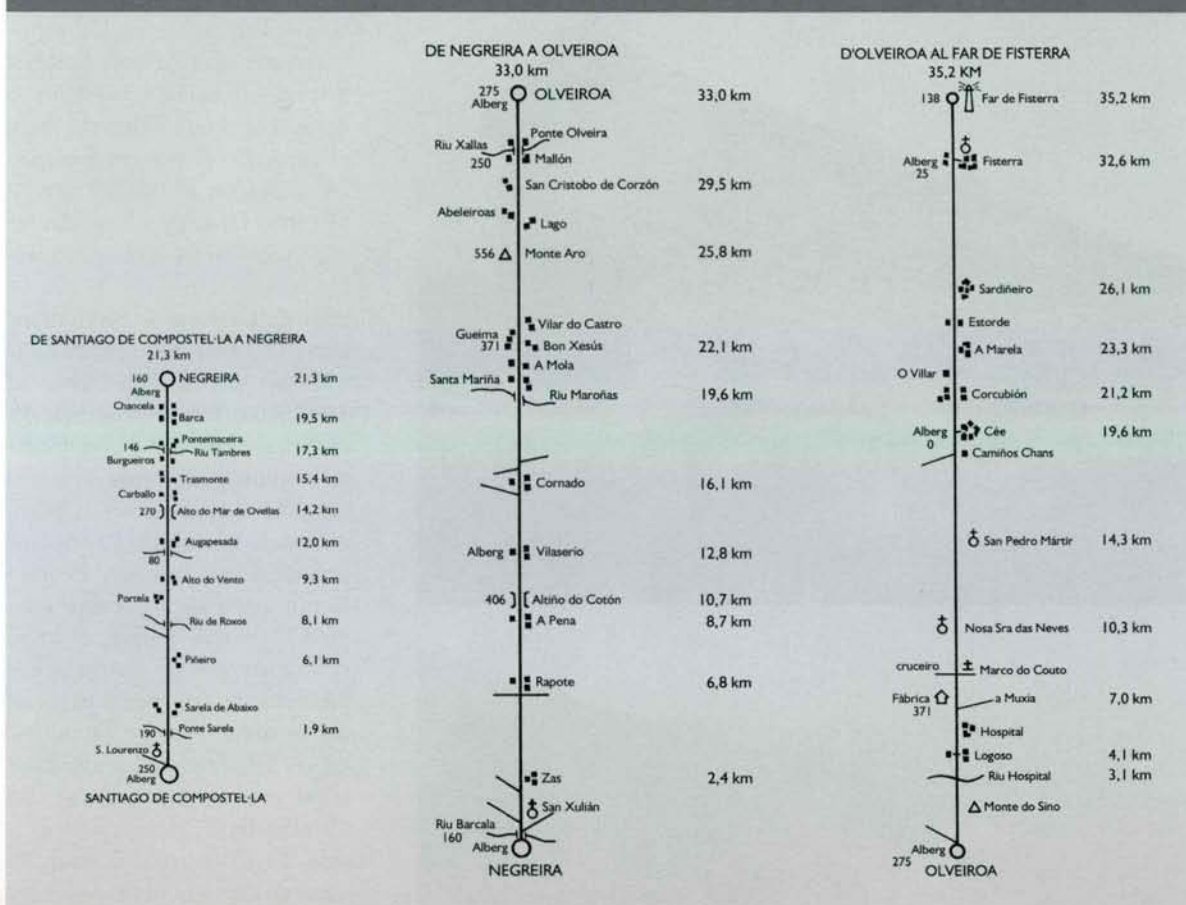 DE SANTIAGO DE COMPOSTEL·LA A NEGREIRA
21,3 km
160 NEGREIRA 21,3 km
Alberg
Chancela
Barca 19,5 km
Pontemaceira
146 Riu Tambres 17,3 km
Burgueiros
Trasmonte 15,4 km
Carballo
270 Alto do Mar de Ovellas 14,2 km
Augapesada 12,0 km
80
Alto do Vento 9,3 km
Portela
Riu de Roxos 8,1 km
Piñeiro 6,1 km
Sarela de Abaixo
190 Ponte Sarela 1,9 km
S. Lourenzo
250
Alberg
SANTIAGO DE COMPOSTEL·LA
DE NEGREIRA A OLVEIROA
33,0 km
275 OLVEIROA 33,0 km
Alberg
Ponte Olveira
Riu Xallas
250 Mallón
San Cristobo de Corzón 29,5 km
Abeleiroas
Lago
556 Monte Aro 25,8 km
Vilar do Castro
Gueima
371 Bon Xesús 22,1 km
A Mola
Santa Mariña
Riu Maroñas 19,6 km
Cornado 16,1 km
Alberg Vilaserio 12,8 km
406 Altiño do Cotón 10,7 km
A Pena 8,7 km
Rapote 6,8 km
Zas 2,4 km
San Xulián
Riu Barcala
160
Alberg
NEGREIRA
D'OLVEIROA AL FAR DE FISTERRA
35,2 KM
138 Far de Fisterra 35,2 km
Alberg Fisterra 32,6 km
25
Sardiñeiro 26,1 km
Estorde
A Marela 23,3 km
O Villar
Corcubión 21,2 km
Alberg Cée 19,6 km
0
Camiños Chans
San Pedro Mártir 14,3 km
Nosa Sra das Neves 10,3 km
cruceiro Marco do Couto
Fàbrica a Muxia 7,0 km
371
Hospital
Logoso 4,1 km
Riu Hospital 3,1 km
Monte do Sino
Alberg
275
OLVEIROA